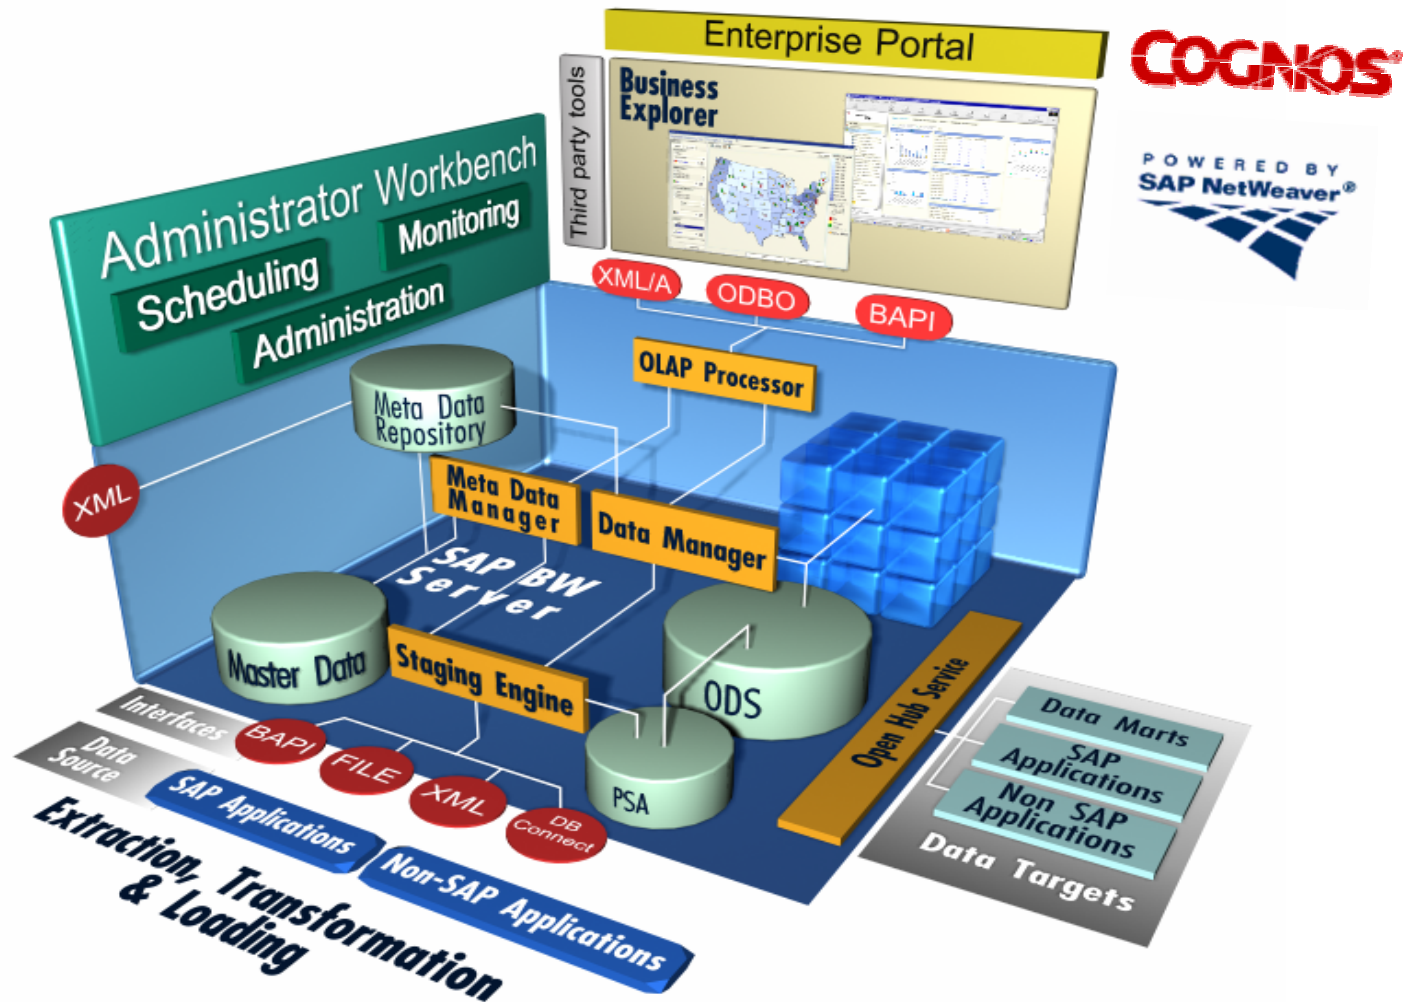 Enterprise Portal
COGNOS®
Third party tools
Business
Explorer
POWERED BY
SAP NetWeaver®
Administrator Workbench
Monitoring
Scheduling
Administration
XML/A
ODBO
BAPI
OLAP Processor
Meta Data
Repository
XML
Meta Data
Manager
Data Manager
SAP BW
Server
Master Data
Staging Engine
ODS
PSA
Open Hub Service
Interfaces
BAPI
FILE
XML
DB
Connect
Data
Source
SAP Applications
Non-SAP Applications
Extraction, Transformation
& Loading
Data Marts
SAP
Applications
Non SAP
Applications
Data Targets